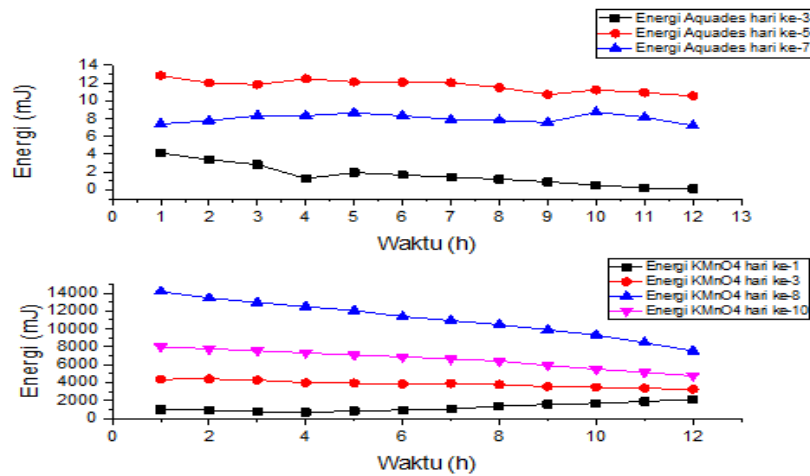 Energi Aquades hari ke-3
Energi Aquades hari ke-5
Energi Aquades hari ke-7
Energi (mJ)
14
12
10
8
6
4
2
0
0 1 2 3 4 5 6 7 8 9 10 11 12 13
Waktu (h)
Energi KMnO4 hari ke-1
Energi KMnO4 hari ke-3
Energi KMnO4 hari ke-8
Energi KMnO4 hari ke-10
Energi (mJ)
14000
12000
10000
8000
6000
4000
2000
0
0 2 4 6 8 10 12
Waktu (h)